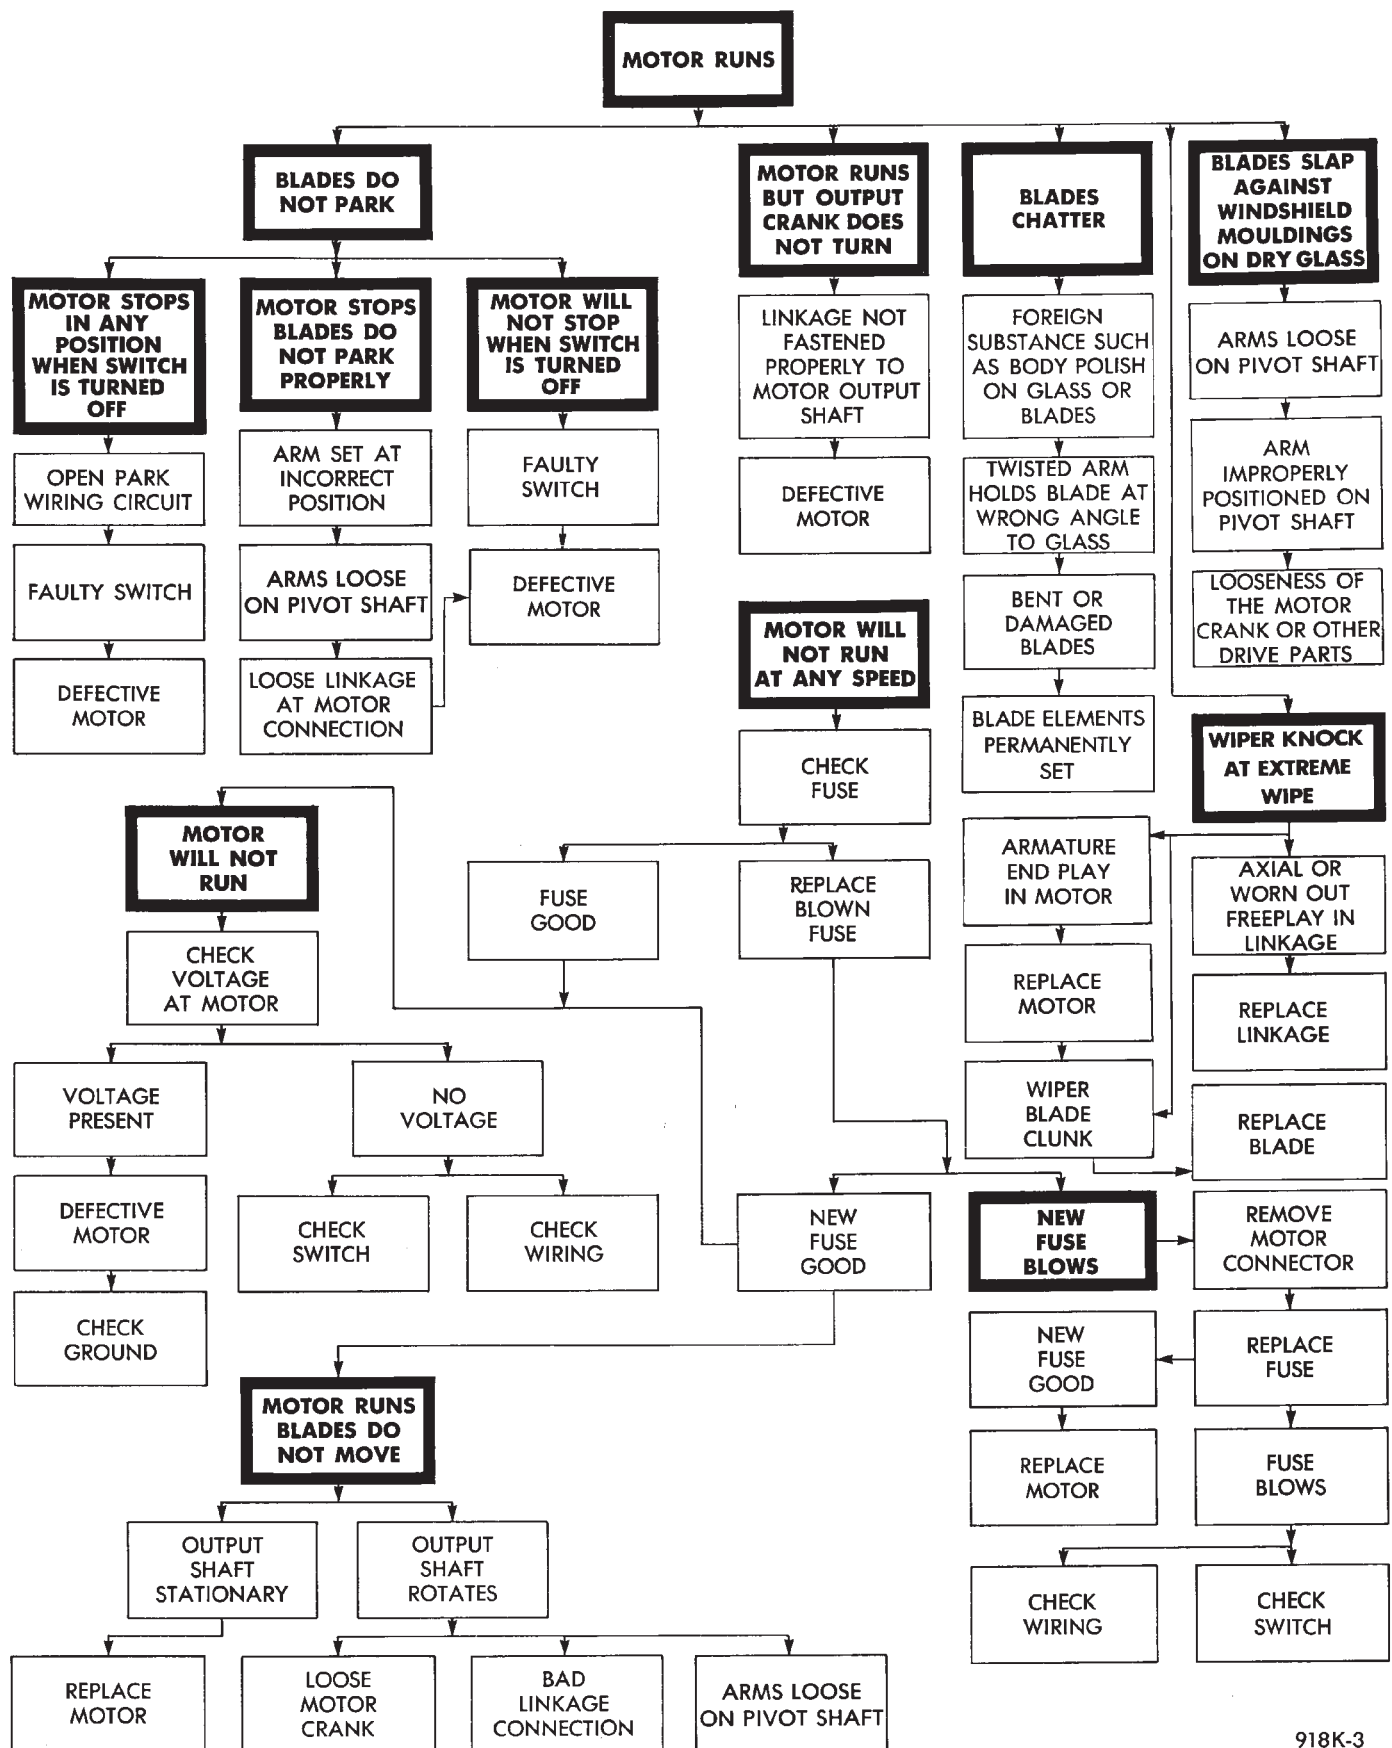 MOTOR RUNS
BLADES DO
NOT PARK
MOTOR RUNS
BUT OUTPUT
CRANK DOES
NOT TURN
BLADES
CHATTER
BLADES SLAP
AGAINST
WINDSHIELD
MOULDINGS
ON DRY GLASS
MOTOR STOPS
IN ANY
POSITION
WHEN SWITCH
IS TURNED
OFF
MOTOR STOPS
BLADES DO
NOT PARK
PROPERLY
MOTOR WILL
NOT STOP
WHEN SWITCH
IS TURNED
OFF
LINKAGE NOT
FASTENED
PROPERLY TO
MOTOR OUTPUT
SHAFT
FOREIGN
SUBSTANCE SUCH
AS BODY POLISH
ON GLASS OR
BLADES
ARMS LOOSE
ON PIVOT SHAFT
OPEN PARK
WIRING CIRCUIT
ARM SET AT
INCORRECT
POSITION
FAULTY
SWITCH
DEFECTIVE
MOTOR
TWISTED ARM
HOLDS BLADE AT
WRONG ANGLE
TO GLASS
ARM
IMPROPERLY
POSITIONED ON
PIVOT SHAFT
FAULTY SWITCH
ARMS LOOSE
ON PIVOT SHAFT
DEFECTIVE
MOTOR
MOTOR WILL
NOT RUN
AT ANY SPEED
BENT OR
DAMAGED
BLADES
LOOSENESS OF
THE MOTOR
CRANK OR OTHER
DRIVE PARTS
DEFECTIVE
MOTOR
LOOSE LINKAGE
AT MOTOR
CONNECTION
CHECK
FUSE
BLADE ELEMENTS
PERMANENTLY
SET
WIPER KNOCK
AT EXTREME
WIPE
MOTOR
WILL NOT
RUN
FUSE
GOOD
REPLACE
BLOWN
FUSE
ARMATURE
END PLAY
IN MOTOR
AXIAL OR
WORN OUT
FREEPLAY IN
LINKAGE
CHECK
VOLTAGE
AT MOTOR
REPLACE
MOTOR
REPLACE
LINKAGE
VOLTAGE
PRESENT
NO
VOLTAGE
WIPER
BLADE
CLUNK
REPLACE
BLADE
DEFECTIVE
MOTOR
CHECK
SWITCH
CHECK
WIRING
NEW
FUSE
GOOD
NEW
FUSE
BLOWS
REMOVE
MOTOR
CONNECTOR
CHECK
GROUND
NEW
FUSE
GOOD
REPLACE
FUSE
MOTOR RUNS
BLADES DO
NOT MOVE
REPLACE
MOTOR
FUSE
BLOWS
OUTPUT
SHAFT
STATIONARY
OUTPUT
SHAFT
ROTATES
CHECK
WIRING
CHECK
SWITCH
REPLACE
MOTOR
LOOSE
MOTOR
CRANK
BAD
LINKAGE
CONNECTION
ARMS LOOSE
ON PIVOT SHAFT
918K-3